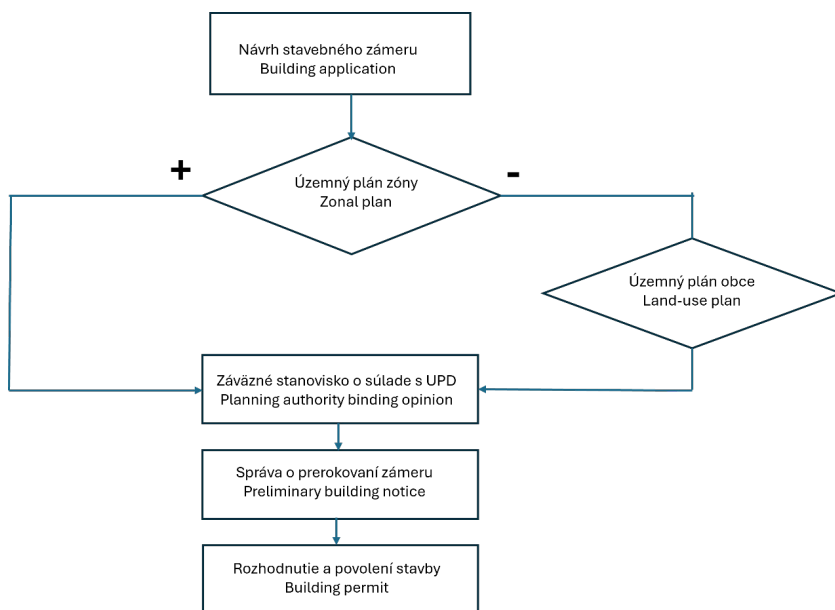 Návrh stavebného zámeru
Building application
+
-
Územný plán zóny
Zonal plan
Územný plán obce
Land-use plan
Záväzné stanovisko o súlade s UPD
Planning authority binding opinion
Správa o prerokovaní zámeru
Preliminary building notice
Rozhodnutie a povolení stavby
Building permit